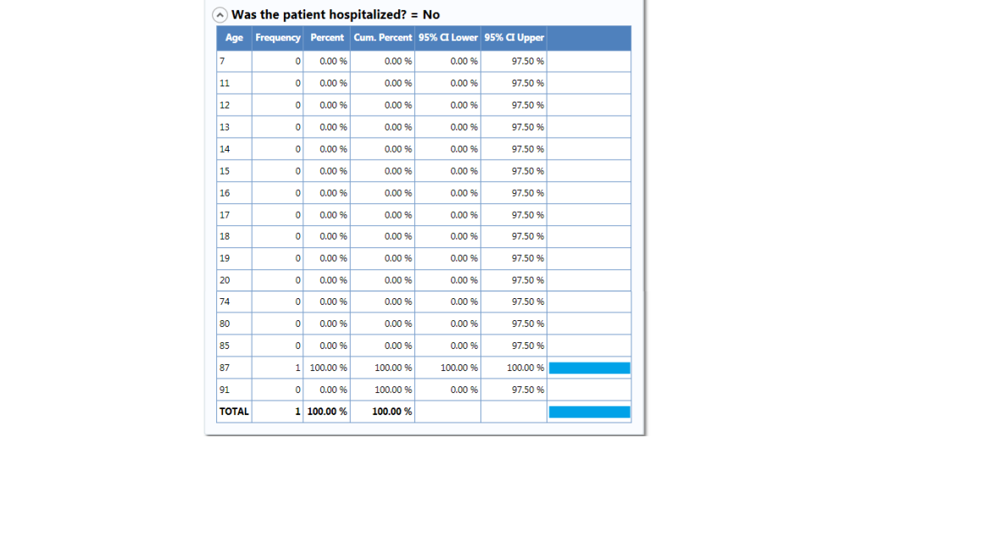 Was the patient hospitalized? = No
Age Frequency Percent Cum. Percent 95% CI Lower 95% CI Upper
7 0 0.00 % 0.00 % 0.00 % 97.50 %
11 0 0.00 % 0.00 % 0.00 % 97.50 %
12 0 0.00 % 0.00 % 0.00 % 97.50 %
13 0 0.00 % 0.00 % 0.00 % 97.50 %
14 0 0.00 % 0.00 % 0.00 % 97.50 %
15 0 0.00 % 0.00 % 0.00 % 97.50 %
16 0 0.00 % 0.00 % 0.00 % 97.50 %
17 0 0.00 % 0.00 % 0.00 % 97.50 %
18 0 0.00 % 0.00 % 0.00 % 97.50 %
19 0 0.00 % 0.00 % 0.00 % 97.50 %
20 0 0.00 % 0.00 % 0.00 % 97.50 %
74 0 0.00 % 0.00 % 0.00 % 97.50 %
80 0 0.00 % 0.00 % 0.00 % 97.50 %
85 0 0.00 % 0.00 % 0.00 % 97.50 %
87 1 100.00 % 100.00 % 100.00 % 100.00 %
91 0 0.00 % 100.00 % 0.00 % 97.50 %
TOTAL 1 100.00 % 100.00 %